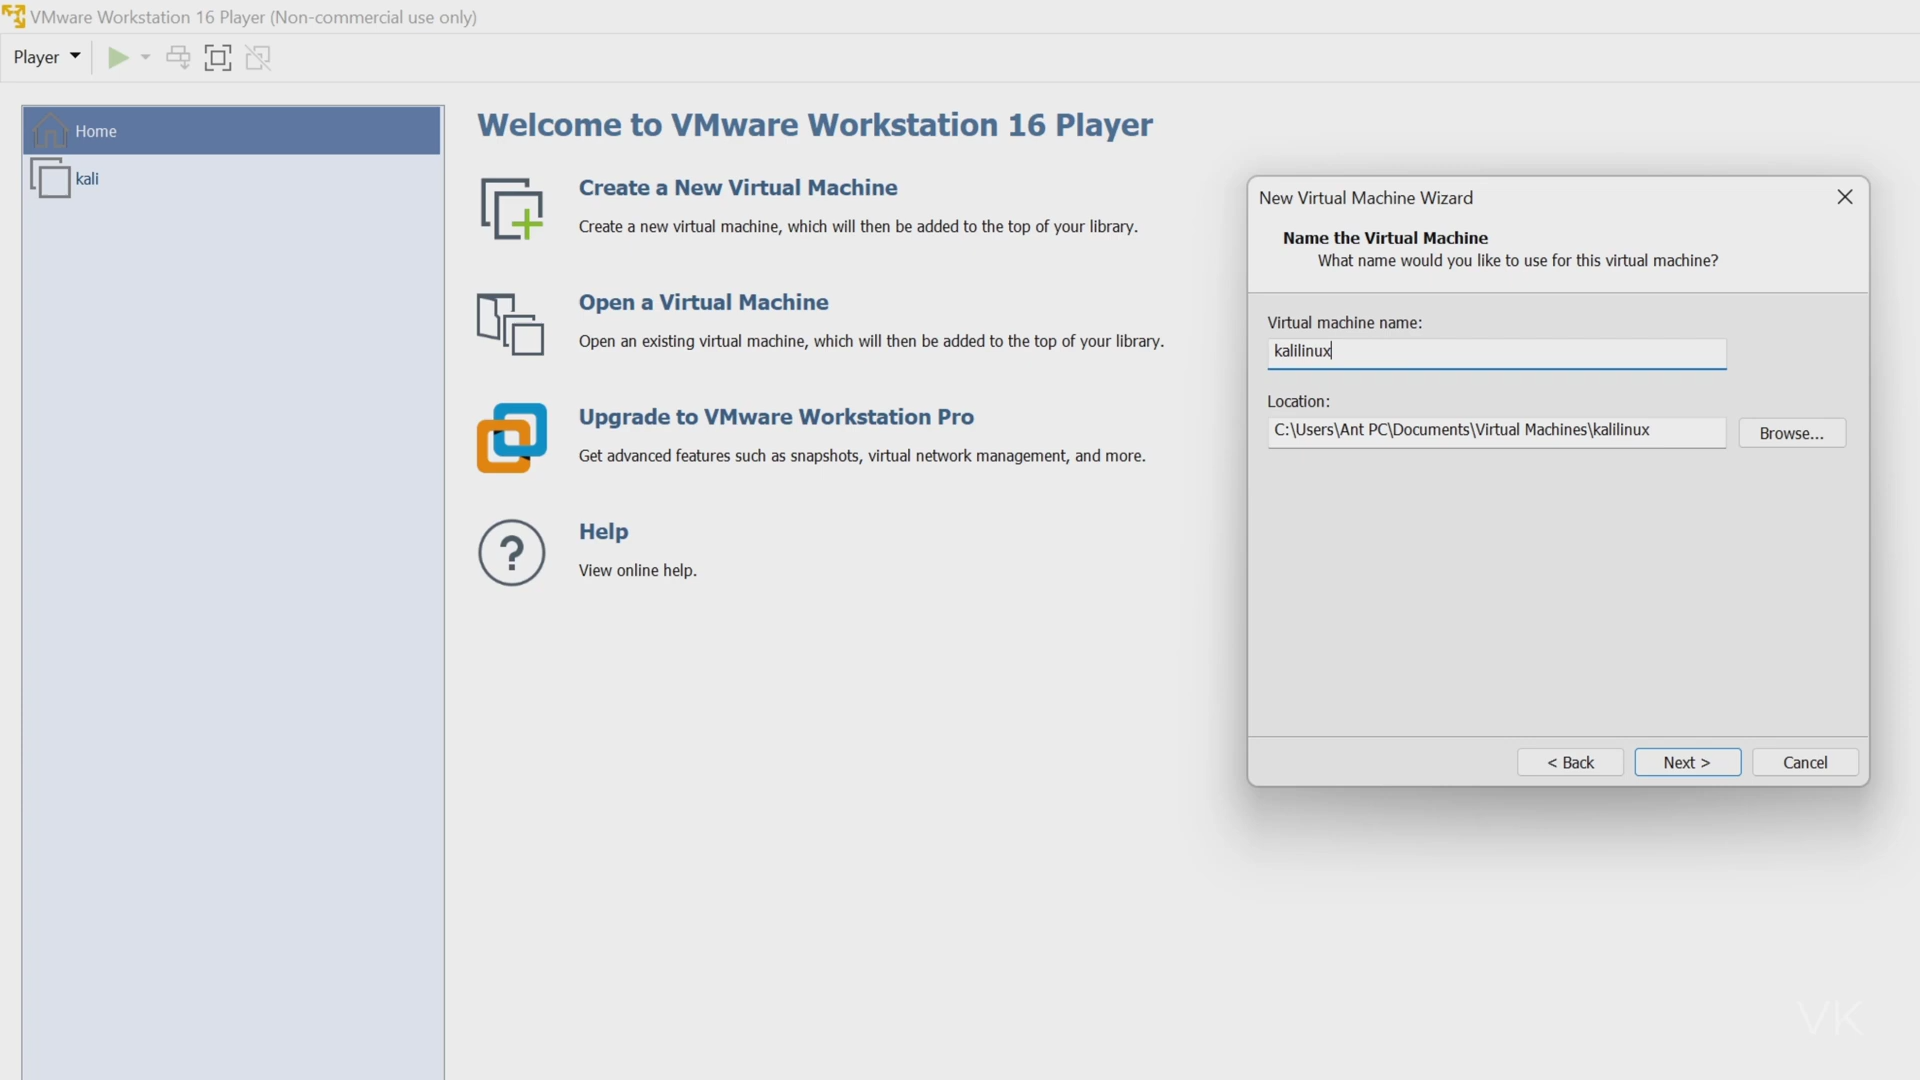 VMware Workstation 16 Player (Non-commercial use only)
Player
Home
kali
Welcome to VMware Workstation 16 Player
Create a New Virtual Machine
Create a new virtual machine, which will then be added to the top of your library.
Open a Virtual Machine
Open an existing virtual machine, which will then be added to the top of your library.
Upgrade to VMware Workstation Pro
Get advanced features such as snapshots, virtual network management, and more.
?
Help
View online help.
New Virtual Machine Wizard
Name the Virtual Machine
What name would you like to use for this virtual machine?
Virtual machine name:
kalilinux
Location:
C:\Users\Ant PC\Documents\Virtual Machines\kalilinux
Browse...
< Back
Next >
Cancel
VK